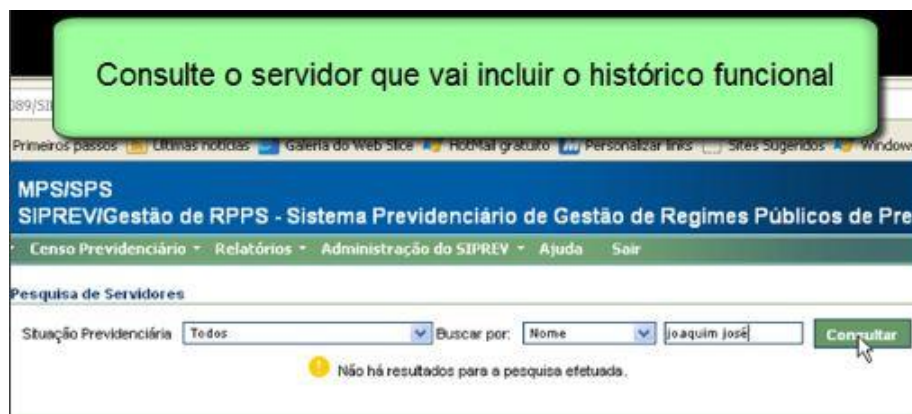 Consulte o servidor que vai incluir o histórico funcional
089/SI
Primeiros passos Últimas notícias Galeria do Web Slice HotMail gratuito Personalizar links Sites Sugeridos Windows
MPS/SPS
SIPREV/Gestão de RPPS - Sistema Previdenciário de Gestão de Regimes Públicos de Pre
Censo Previdenciário Relatórios Administração do SIPREV Ajuda Sair
Pesquisa de Servidores
Situação Previdenciária Todos Buscar por: Nome joaquim josé Consultar
Não há resultados para a pesquisa efetuada.